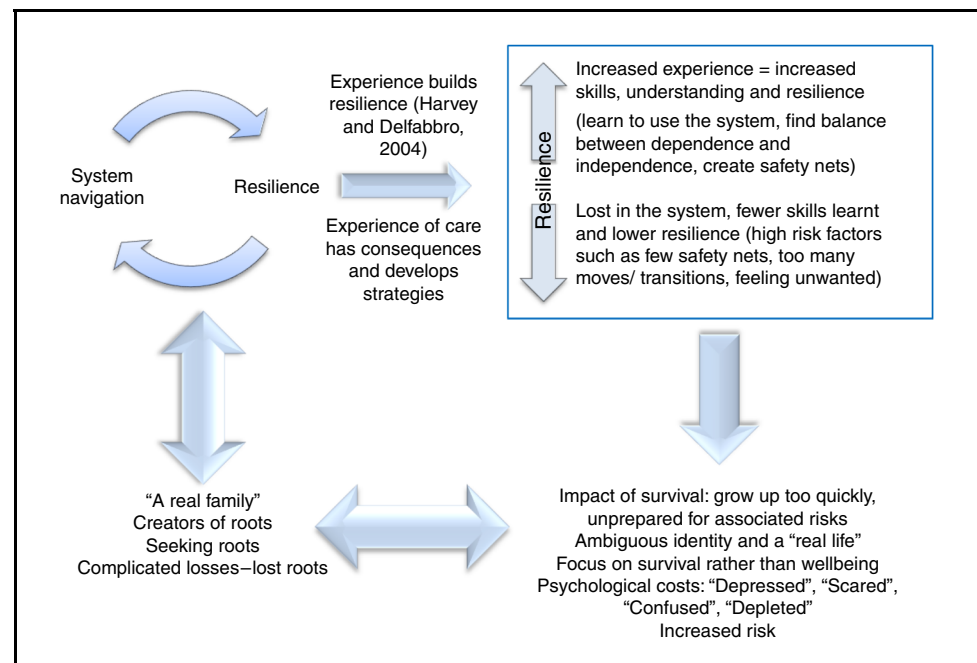 System
navigation
Resilience
Experience builds
resilience (Harvey
and Delfabbro,
2004)
Experience of care
has consequences
and develops
strategies
Resilience
Increased experience = increased
skills, understanding and resilience
(learn to use the system, find balance
between dependence and
independence, create safety nets)
Lost in the system, fewer skills learnt
and lower resilience (high risk factors
such as few safety nets, too many
moves/ transitions, feeling unwanted)
“A real family”
Creators of roots
Seeking roots
Complicated losses–lost roots
Impact of survival: grow up too quickly,
unprepared for associated risks
Ambiguous identity and a “real life”
Focus on survival rather than wellbeing
Psychological costs: “Depressed”, “Scared”,
“Confused”, “Depleted”
Increased risk